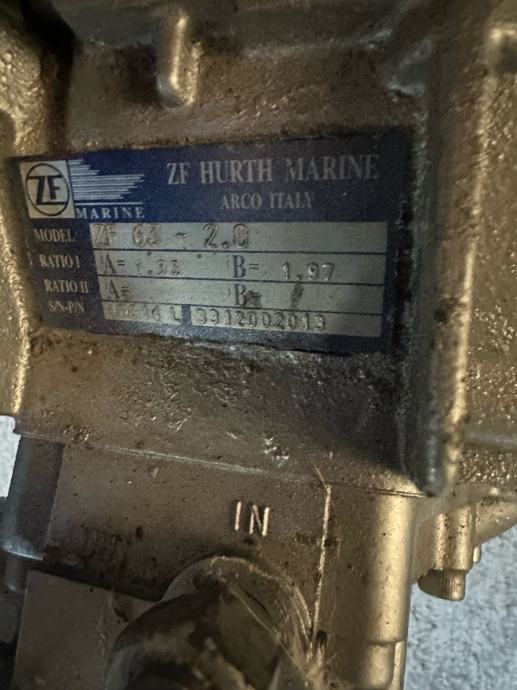 ZF HURTH MARINE
ARCO ITALY
ZF
MARINE
MODEL ZF 63 - 2.0
RATIO I A= 1.93 B= 1.97
RATIO II A= B=
S/N-P/N L 3312002013
IN